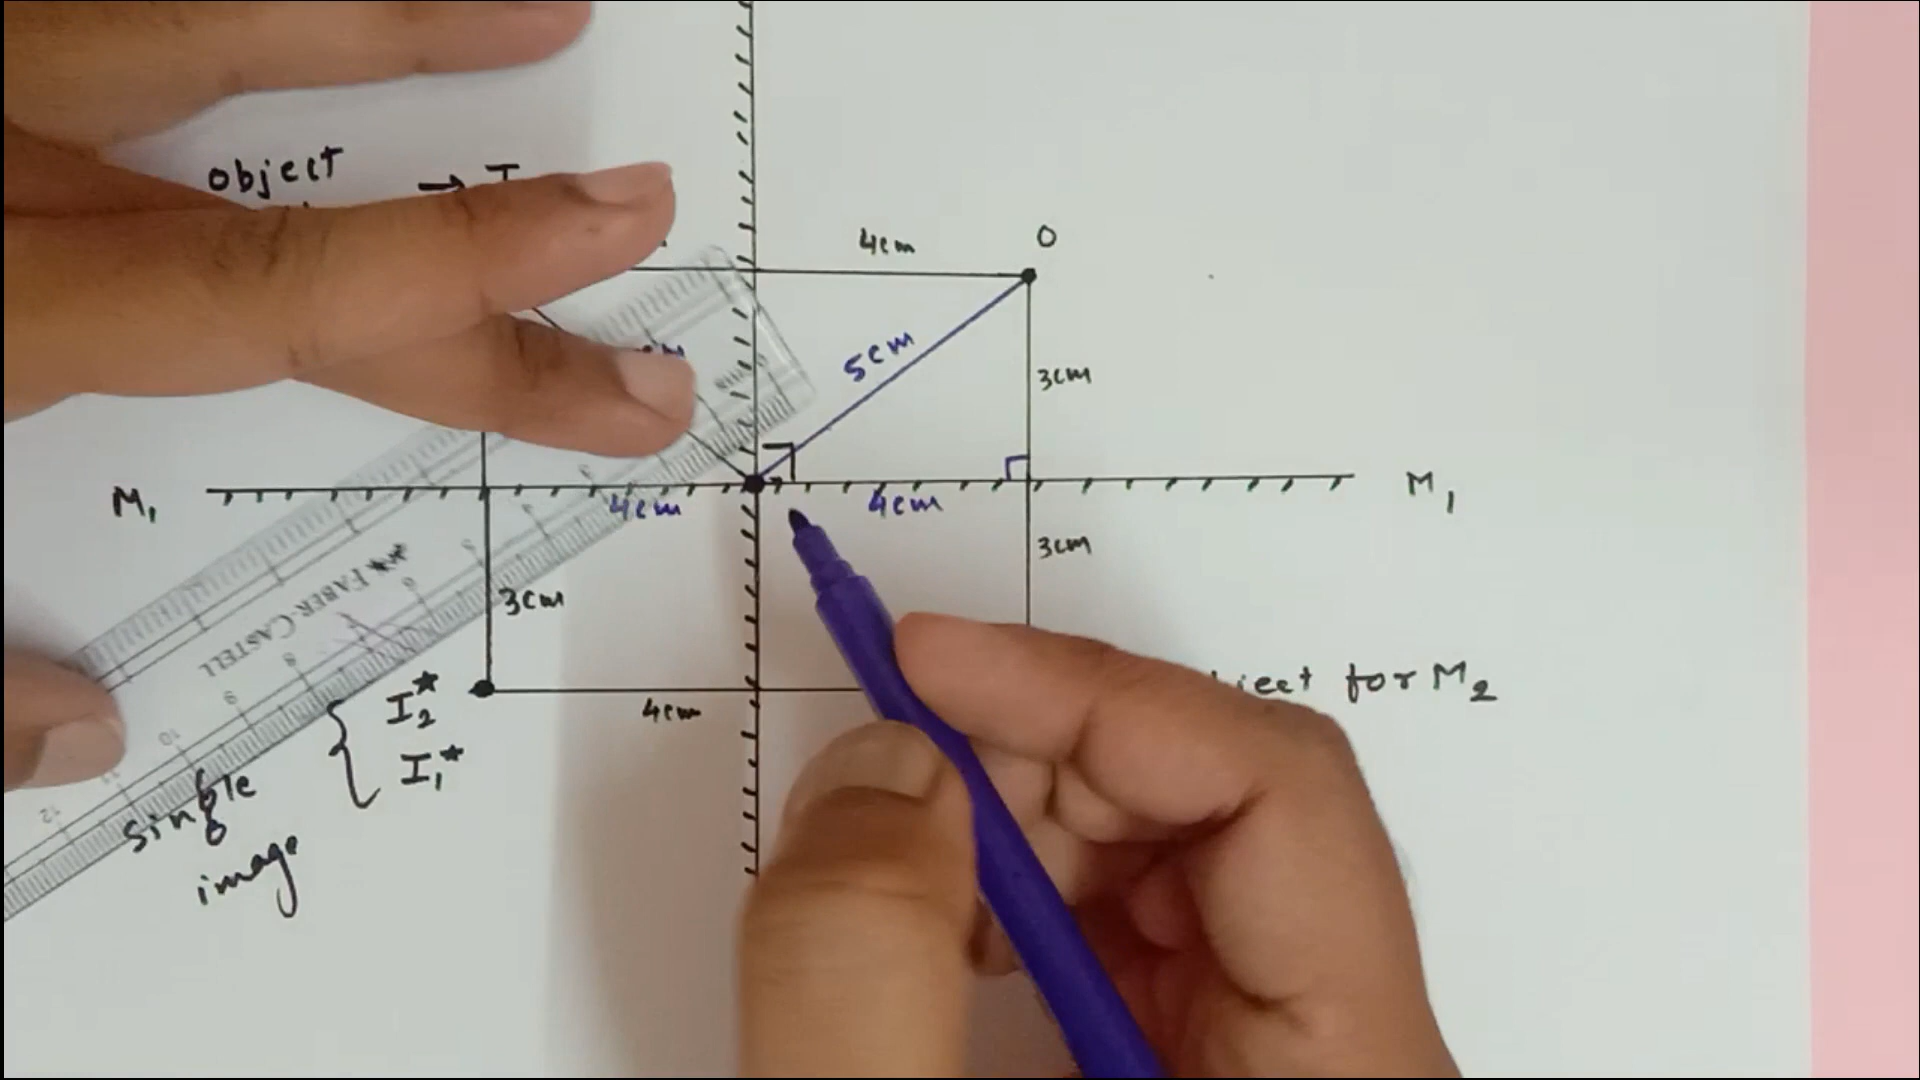 object
→ I
4cm
O
5cm
cm
3cm
M₁
4cm
4cm
M₁
3cm
FABER-CASTELL
3cm
I₂*
for M₂
4cm
I₁*
single
image